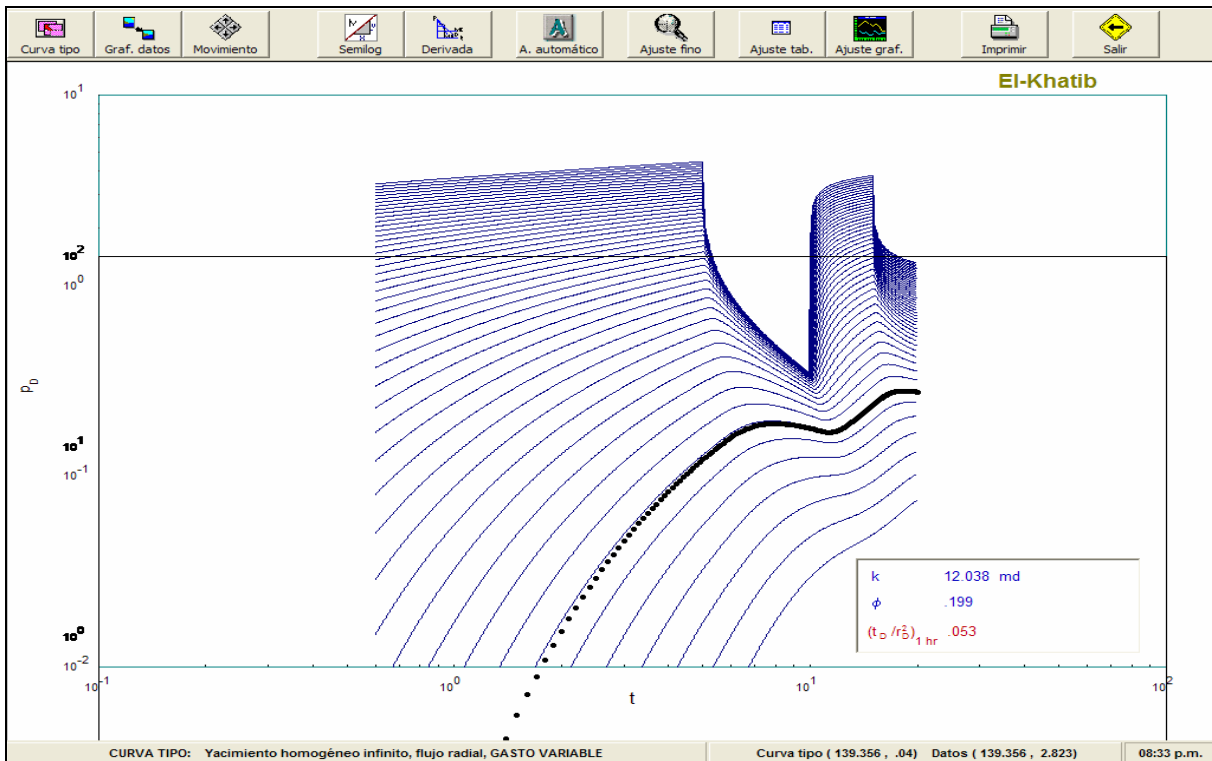 Curva tipo Graf. datos Movimiento Semilog Derivada A. automático Ajuste fino Ajuste tab. Ajuste graf. Imprimir Salir
El-Khatib
10¹
10²
10⁰
p_D
10¹
10⁻¹
k 12.038 md
ϕ .199
(t_D /r_D²)_1 hr .053
10⁰
10⁻²
10⁻¹ 10⁰ 10¹ 10²
t
CURVA TIPO: Yacimiento homogéneo infinito, flujo radial, GASTO VARIABLE Curva tipo ( 139.356 , .04) Datos ( 139.356 , 2.823) 08:33 p.m.